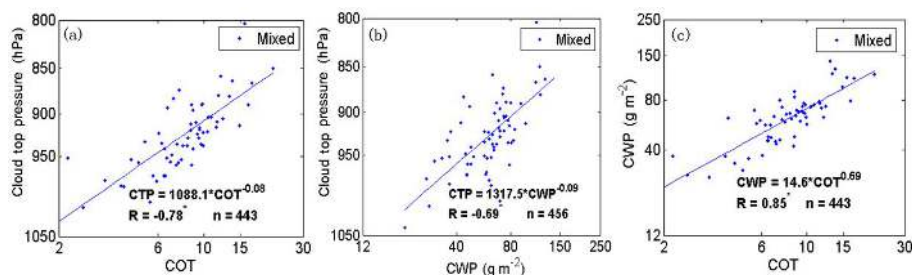 (a)
Mixed
Cloud top pressure (hPa)
800
850
900
950
1050
CTP = 1088.1*COT^-0.08
R = -0.78* n = 443
2 6 10 15 30
COT
(b)
Mixed
Cloud top pressure (hPa)
800
850
900
950
1050
CTP = 1317.5*CWP^-0.09
R = -0.69* n = 456
12 40 80 150 250
CWP (g m^-2)
(c)
Mixed
CWP (g m^-2)
250
150
80
40
12
CWP = 14.6*COT^0.69
R = 0.85* n = 443
2 6 10 15 30
COT